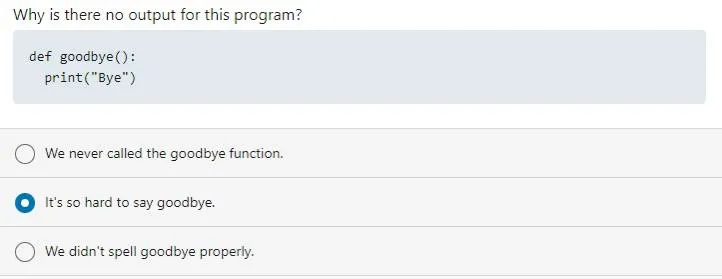 Why is there no output for this program?
def goodbye():
  print("Bye")
We never called the goodbye function.
It's so hard to say goodbye.
We didn't spell goodbye properly.